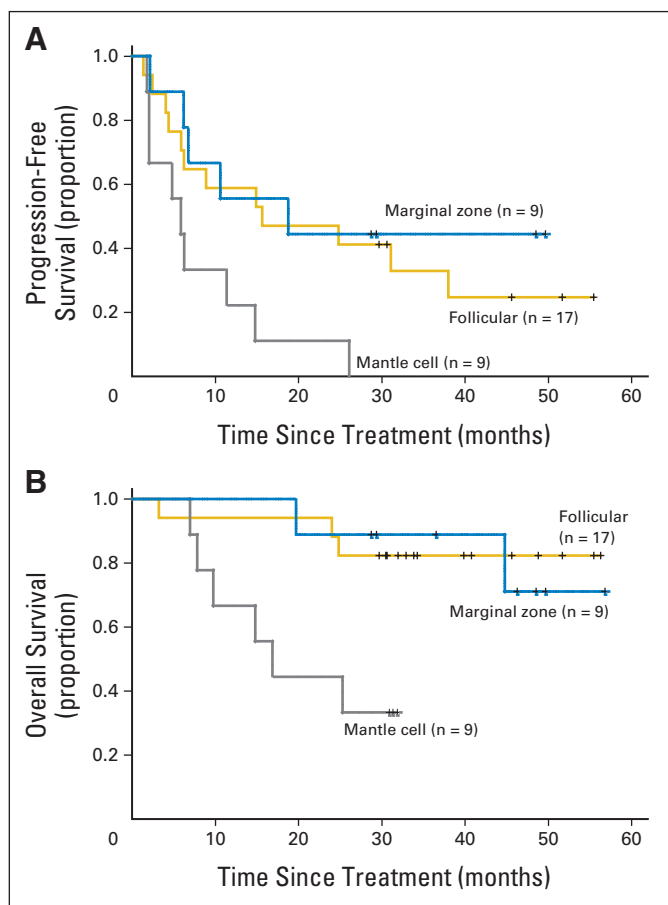 A
1.0
0.8
0.6
0.4
0.2
0
10
20
30
40
50
60
Progression-Free
Survival (proportion)
Marginal zone (n = 9)
Follicular (n = 17)
Mantle cell (n = 9)
Time Since Treatment (months)
B
1.0
0.8
0.6
0.4
0.2
0
10
20
30
40
50
60
Overall Survival
(proportion)
Follicular
(n = 17)
Marginal zone (n = 9)
Mantle cell (n = 9)
Time Since Treatment (months)